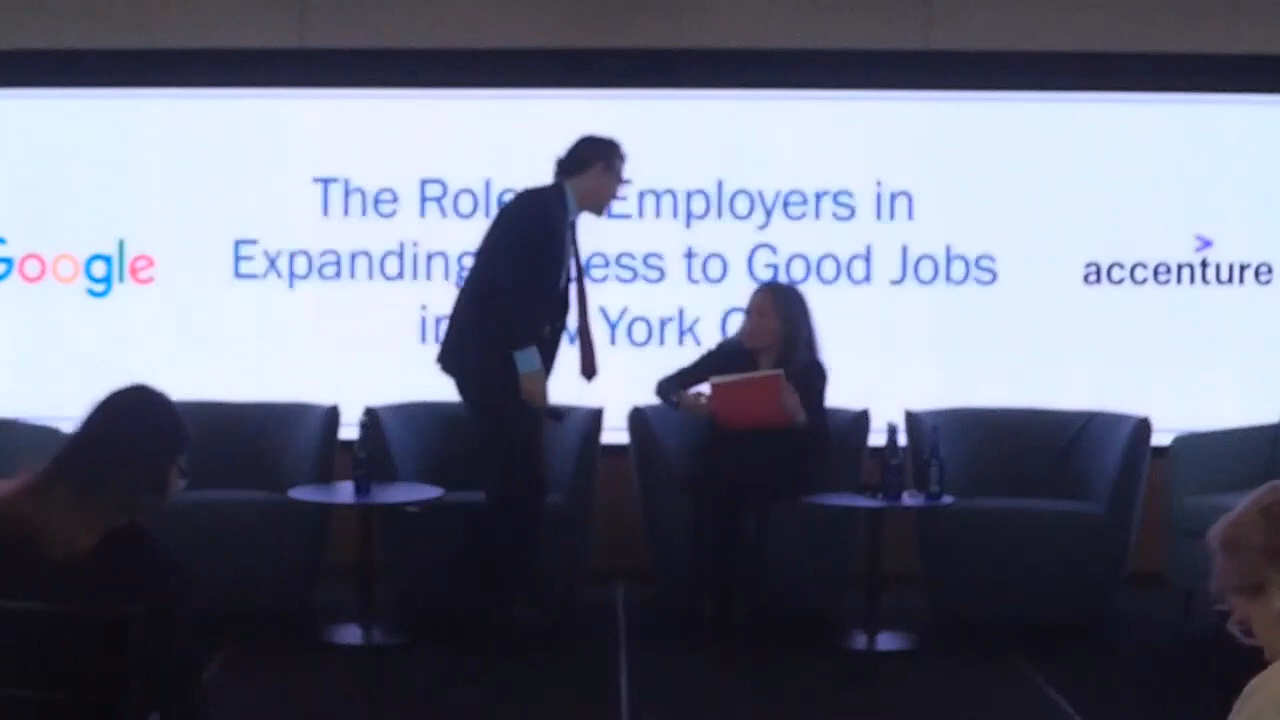 The Role Employers in
Google
Expanding ess to Good Jobs
accenture
in York